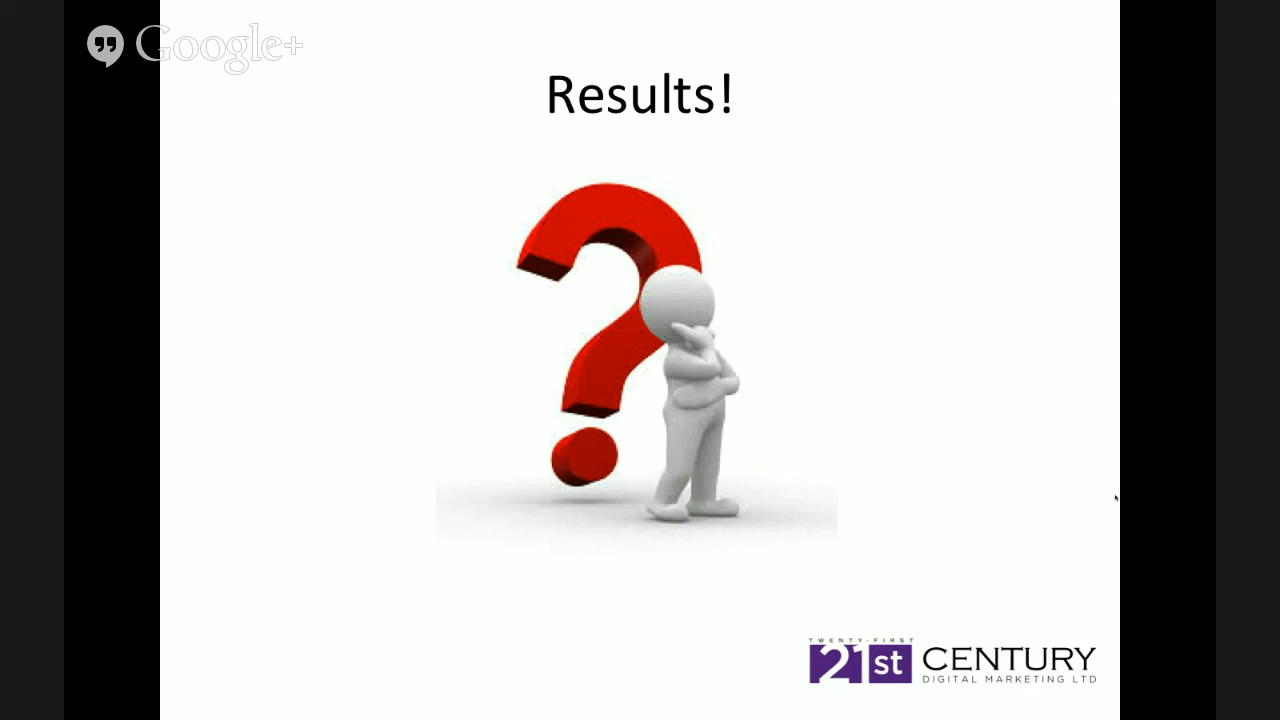 Google+
Results!
TWENTY-FIRST
21st CENTURY
DIGITAL MARKETING LTD